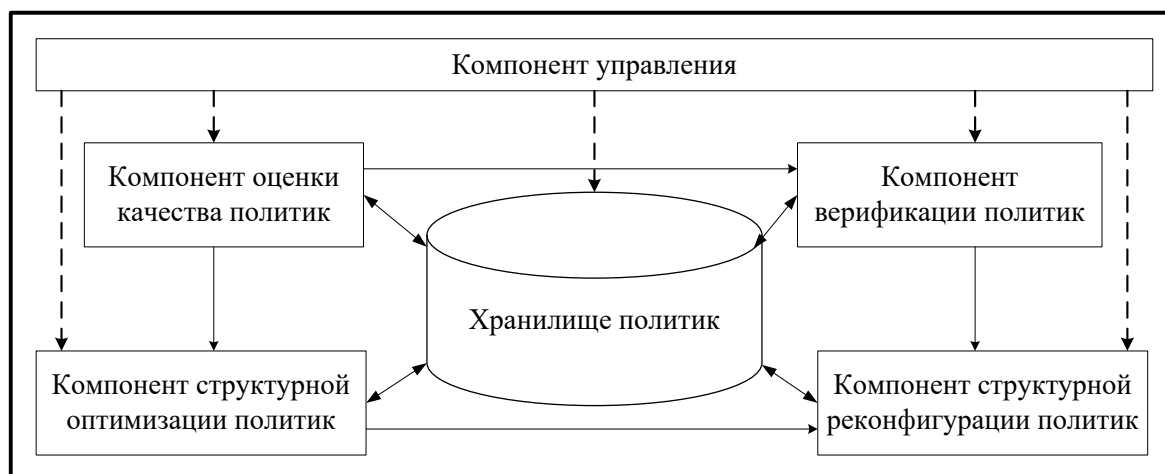 Компонент управления
Компонент оценки
качества политик
Компонент
верификации политик
Хранилище политик
Компонент структурной
оптимизации политик
Компонент структурной
реконфигурации политик